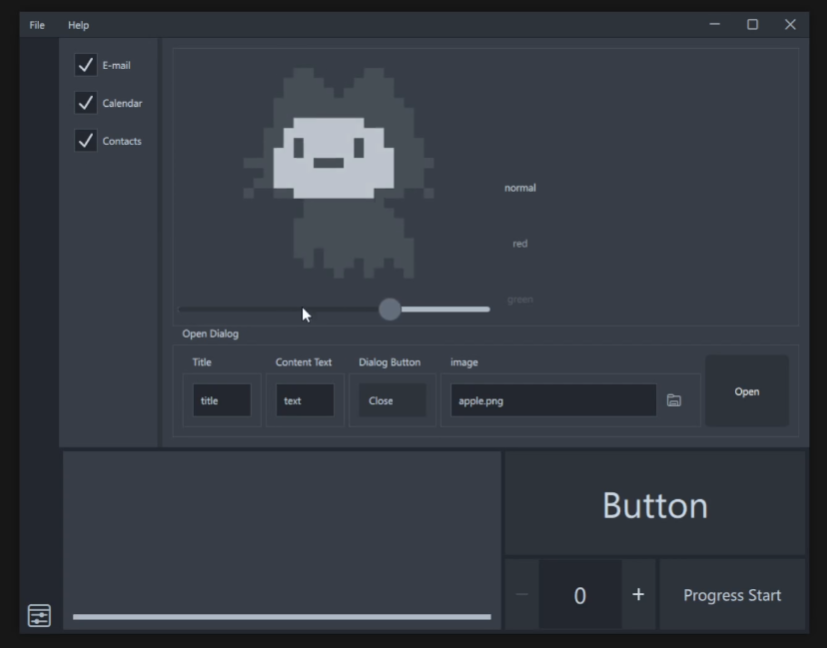 File Help
E-mail
Calendar
Contacts
normal
red
green
Open Dialog
Title Content Text Dialog Button image
title text Close apple.png Open
Button
− 0 + Progress Start